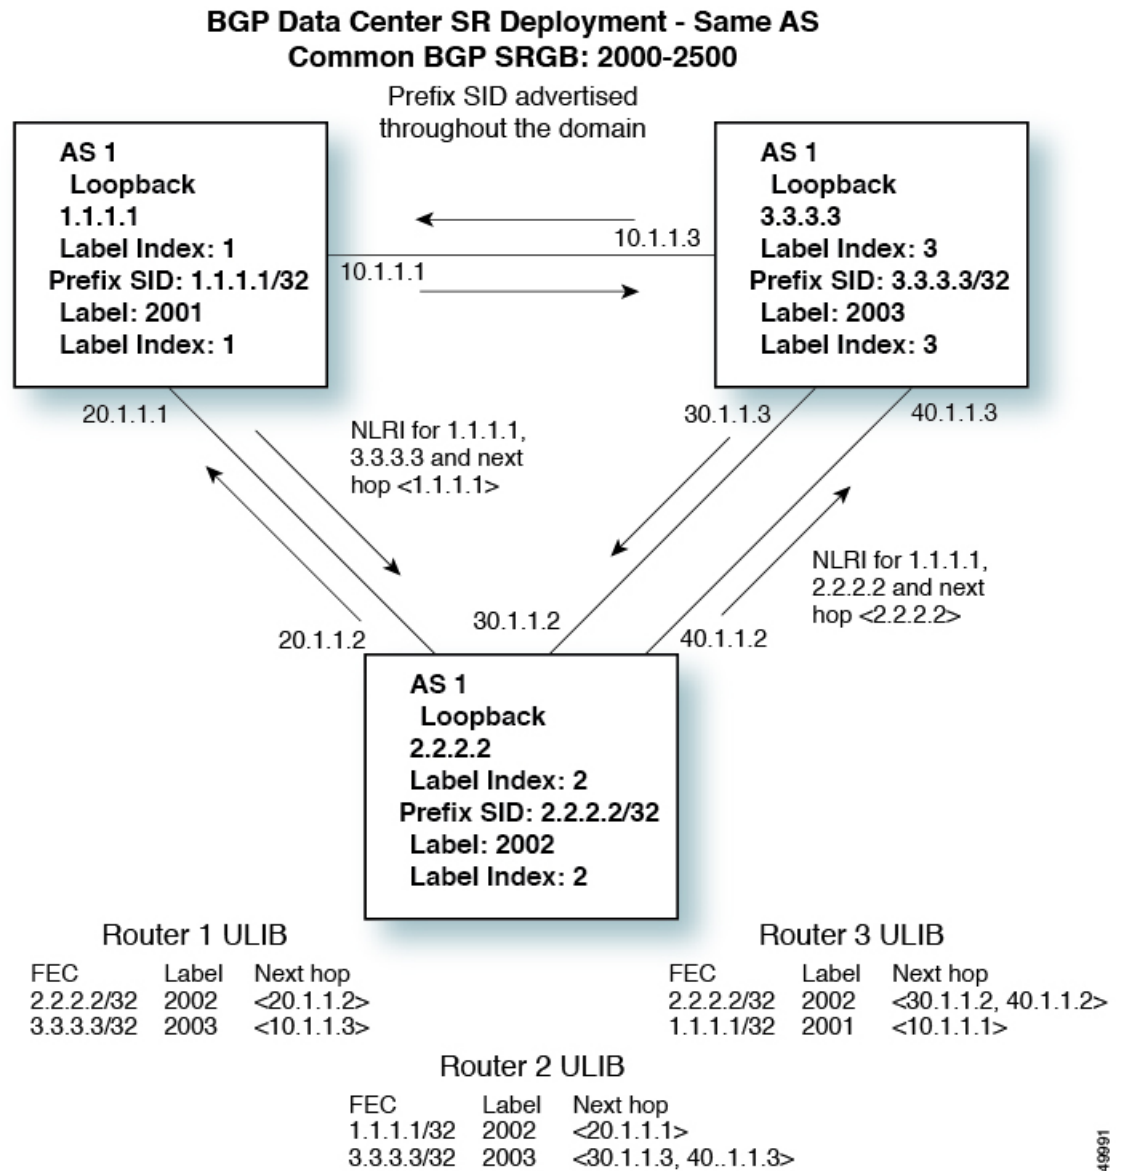 BGP Data Center SR Deployment - Same AS
Common BGP SRGB: 2000-2500
Prefix SID advertised
throughout the domain
AS 1
Loopback
1.1.1.1
Label Index: 1
Prefix SID: 1.1.1.1/32
Label: 2001
Label Index: 1
AS 1
Loopback
3.3.3.3
Label Index: 3
Prefix SID: 3.3.3.3/32
Label: 2003
Label Index: 3
10.1.1.3
10.1.1.1
20.1.1.1
30.1.1.3
40.1.1.3
NLRI for 1.1.1.1,
3.3.3.3 and next
hop <1.1.1.1>
NLRI for 1.1.1.1,
2.2.2.2 and next
hop <2.2.2.2>
20.1.1.2
30.1.1.2
40.1.1.2
AS 1
Loopback
2.2.2.2
Label Index: 2
Prefix SID: 2.2.2.2/32
Label: 2002
Label Index: 2
Router 1 ULIB
FEC Label Next hop
2.2.2.2/32 2002 <20.1.1.2>
3.3.3.3/32 2003 <10.1.1.3>
Router 3 ULIB
FEC Label Next hop
2.2.2.2/32 2002 <30.1.1.2, 40.1.1.2>
1.1.1.1/32 2001 <10.1.1.1>
Router 2 ULIB
FEC Label Next hop
1.1.1.1/32 2002 <20.1.1.1>
3.3.3.3/32 2003 <30.1.1.3, 40..1.1.3>